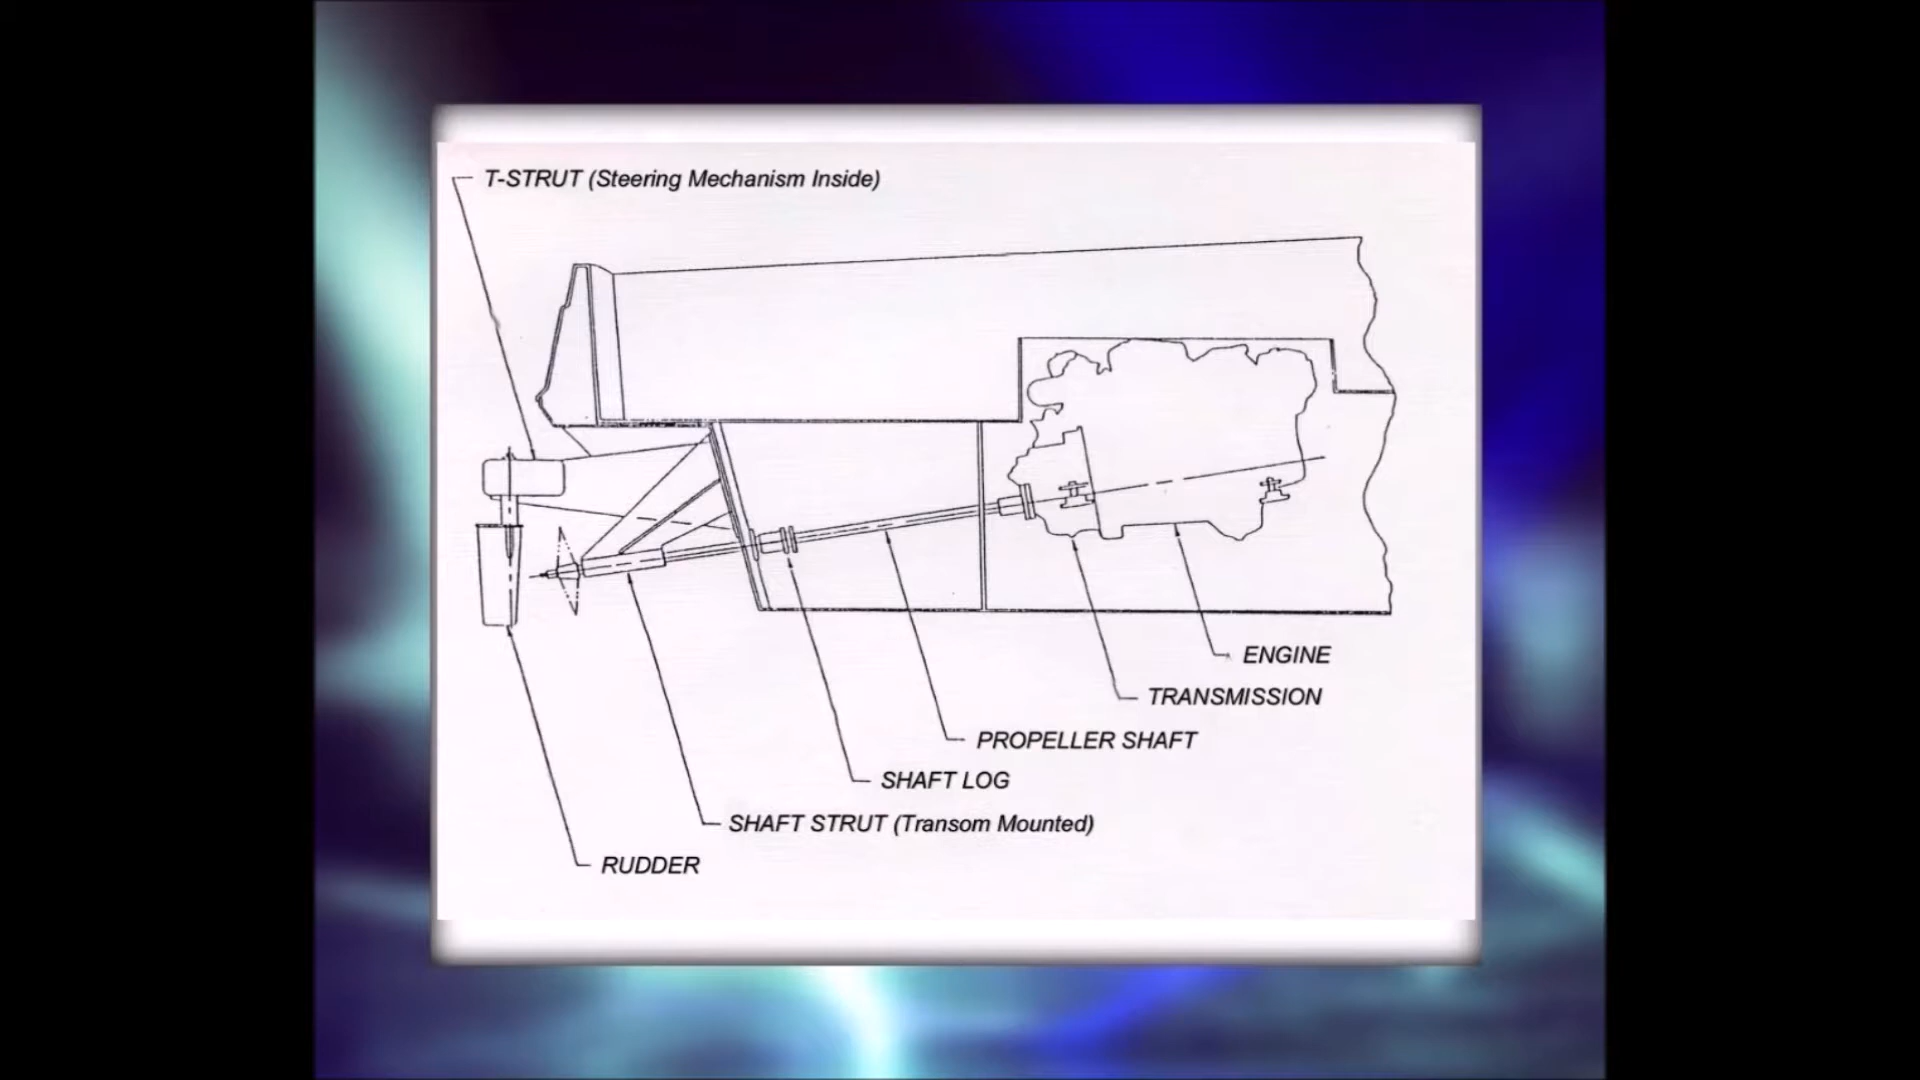 T-STRUT (Steering Mechanism Inside)
ENGINE
TRANSMISSION
PROPELLER SHAFT
SHAFT LOG
SHAFT STRUT (Transom Mounted)
RUDDER